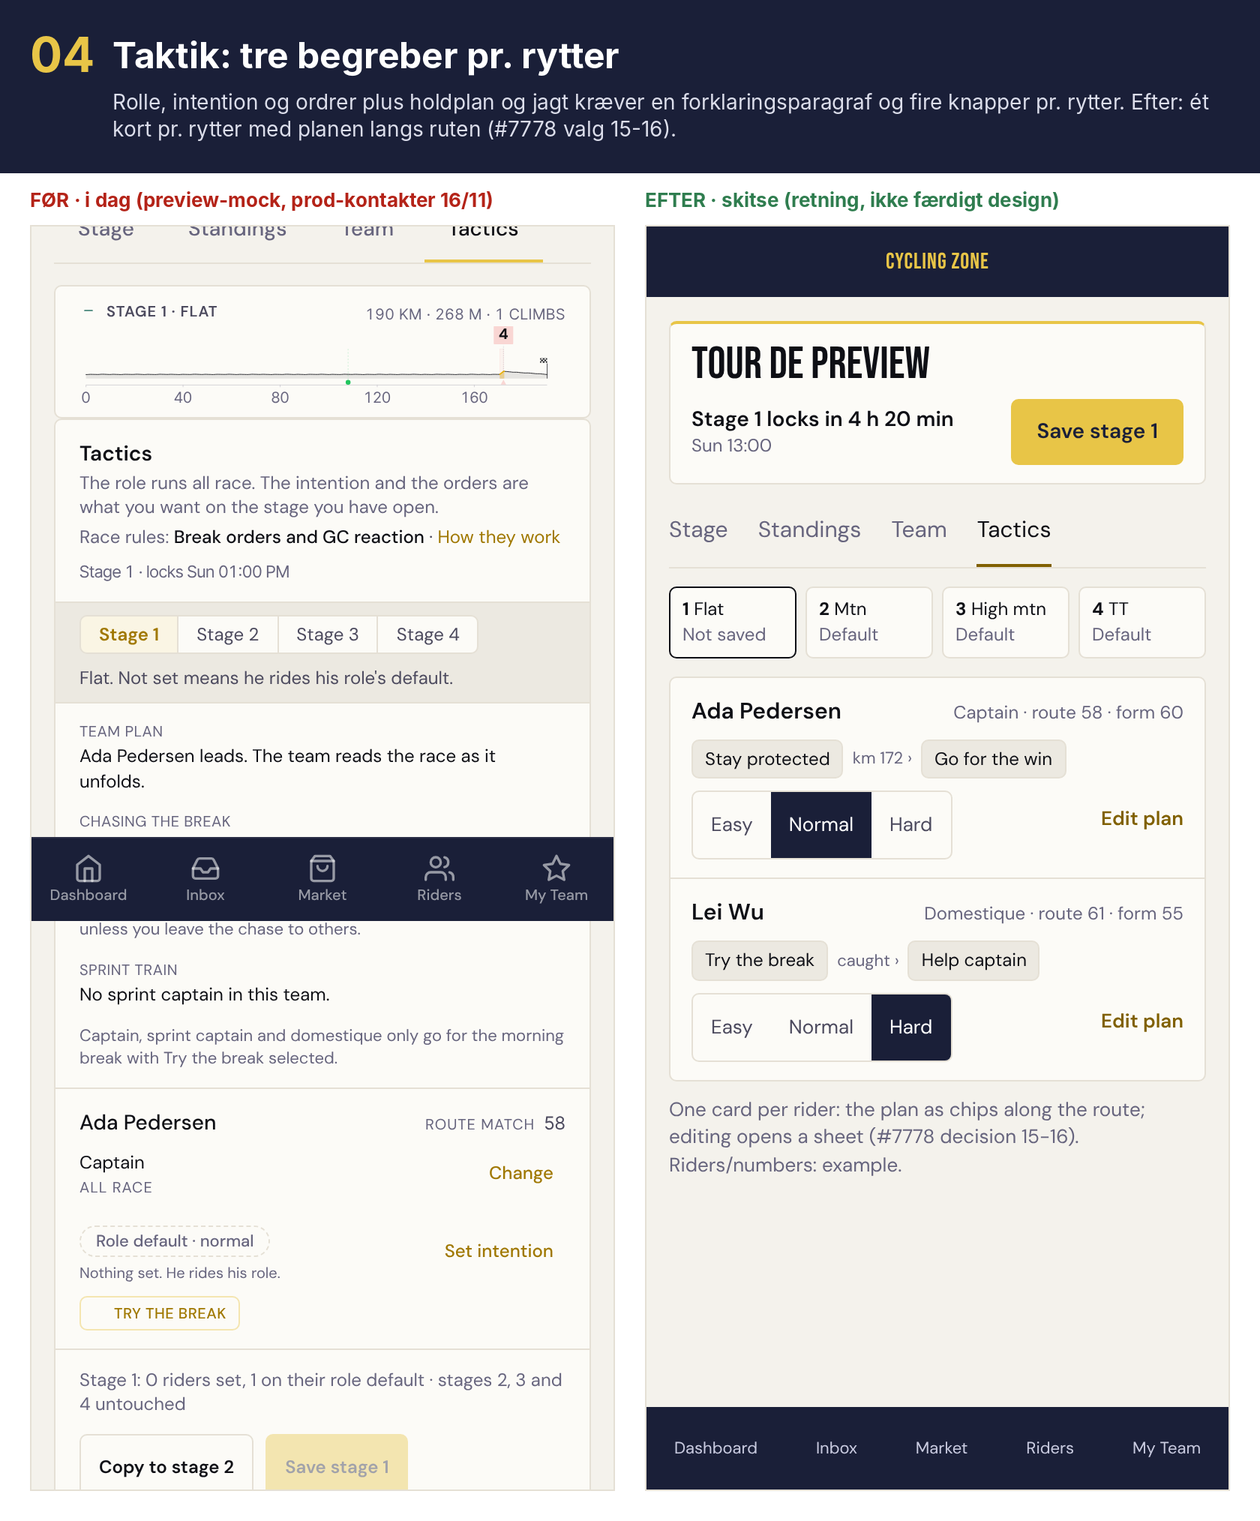 04 Taktik: tre begreber pr. rytter
Rolle, intention og ordrer plus holdplan og jagt kræver en forklaringsparagraf og fire knapper pr. rytter. Efter: ét
kort pr. rytter med planen langs ruten (#7778 valg 15-16).
FØR · i dag (preview-mock, prod-kontakter 16/11)
Stage Standings Team Tactics
STAGE 1 · FLAT 190 KM · 268 M · 1 CLIMBS
4
0 40 80 120 160
Tactics
The role runs all race. The intention and the orders are
what you want on the stage you have open.
Race rules: Break orders and GC reaction · How they work
Stage 1 · locks Sun 01:00 PM
Stage 1 Stage 2 Stage 3 Stage 4
Flat. Not set means he rides his role's default.
TEAM PLAN
Ada Pedersen leads. The team reads the race as it
unfolds.
CHASING THE BREAK
Dashboard Inbox Market Riders My Team
unless you leave the chase to others.
SPRINT TRAIN
No sprint captain in this team.
Captain, sprint captain and domestique only go for the morning
break with Try the break selected.
Ada Pedersen ROUTE MATCH 58
Captain
ALL RACE
Change
Role default · normal
Set intention
Nothing set. He rides his role.
TRY THE BREAK
Stage 1: 0 riders set, 1 on their role default · stages 2, 3 and
4 untouched
Copy to stage 2 Save stage 1
EFTER · skitse (retning, ikke færdigt design)
CYCLING ZONE
TOUR DE PREVIEW
Stage 1 locks in 4 h 20 min
Sun 13:00
Save stage 1
Stage Standings Team Tactics
1 Flat
Not saved
2 Mtn
Default
3 High mtn
Default
4 TT
Default
Ada Pedersen Captain · route 58 · form 60
Stay protected km 172 › Go for the win
Easy Normal Hard Edit plan
Lei Wu Domestique · route 61 · form 55
Try the break caught › Help captain
Easy Normal Hard Edit plan
One card per rider: the plan as chips along the route;
editing opens a sheet (#7778 decision 15-16).
Riders/numbers: example.
Dashboard Inbox Market Riders My Team